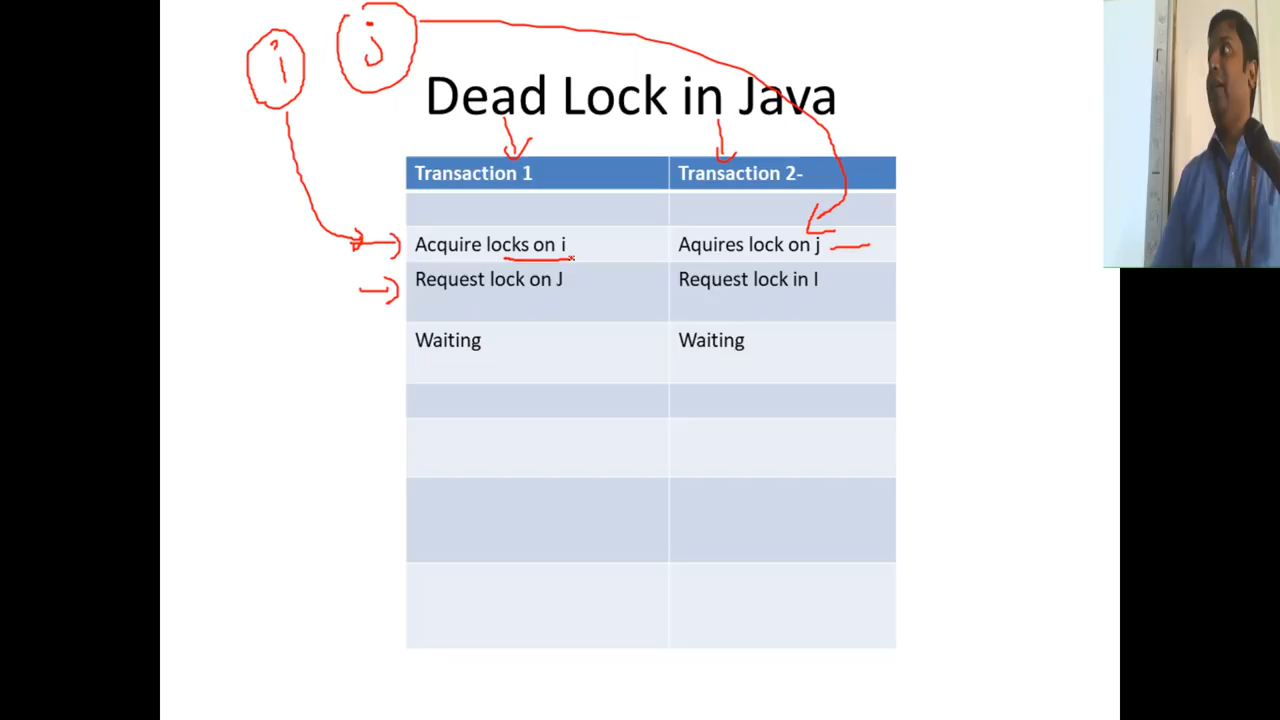 i j
Dead Lock in Java
Transaction 1 Transaction 2-
Acquire locks on i Aquires lock on j
Request lock on J Request lock in I
Waiting Waiting